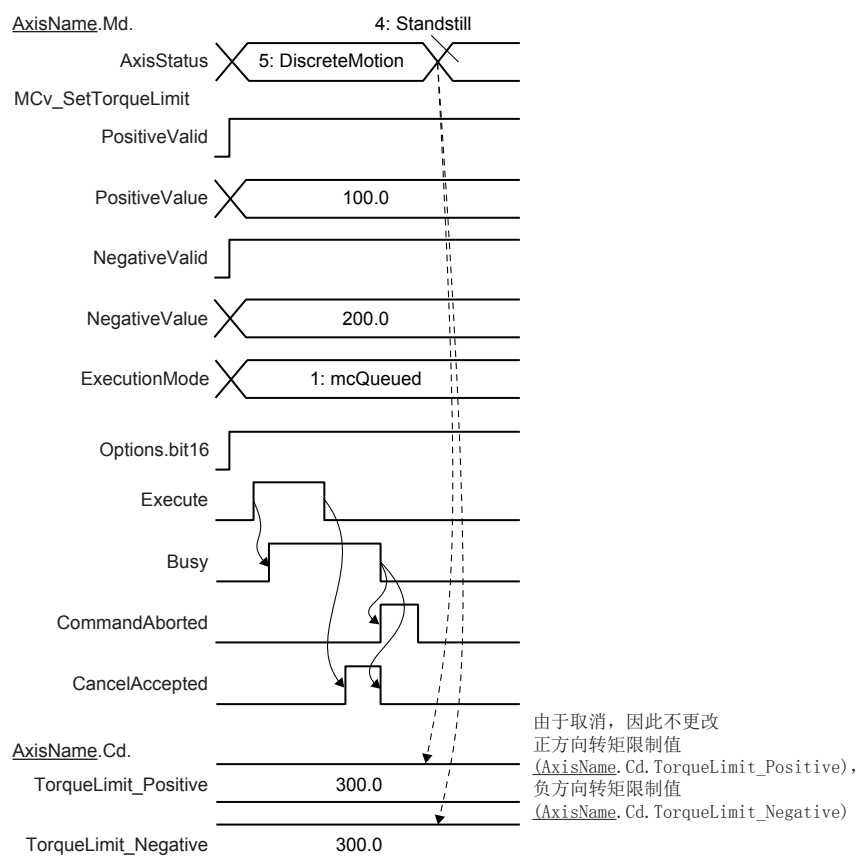 AxisName.Md.
4: Standstill
AxisStatus
5: DiscreteMotion
MCv_SetTorqueLimit
PositiveValid
PositiveValue
100.0
NegativeValid
NegativeValue
200.0
ExecutionMode
1: mcQueued
Options.bit16
Execute
Busy
CommandAborted
CancelAccepted
由于取消，因此不更改
正方向转矩限制值
(AxisName.Cd.TorqueLimit_Positive)，
负方向转矩限制值
(AxisName.Cd.TorqueLimit_Negative)
AxisName.Cd.
TorqueLimit_Positive
300.0
TorqueLimit_Negative
300.0